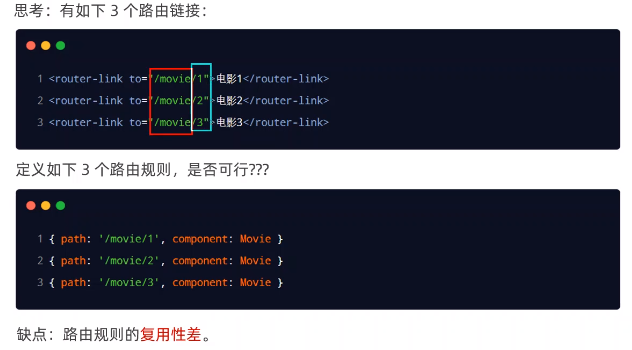 思考：有如下 3 个路由链接：
1 <router-link to="/movie/1">电影1</router-link>
2 <router-link to="/movie/2">电影2</router-link>
3 <router-link to="/movie/3">电影3</router-link>
定义如下 3 个路由规则，是否可行???
1 { path: '/movie/1', component: Movie }
2 { path: '/movie/2', component: Movie }
3 { path: '/movie/3', component: Movie }
缺点：路由规则的复用性差。